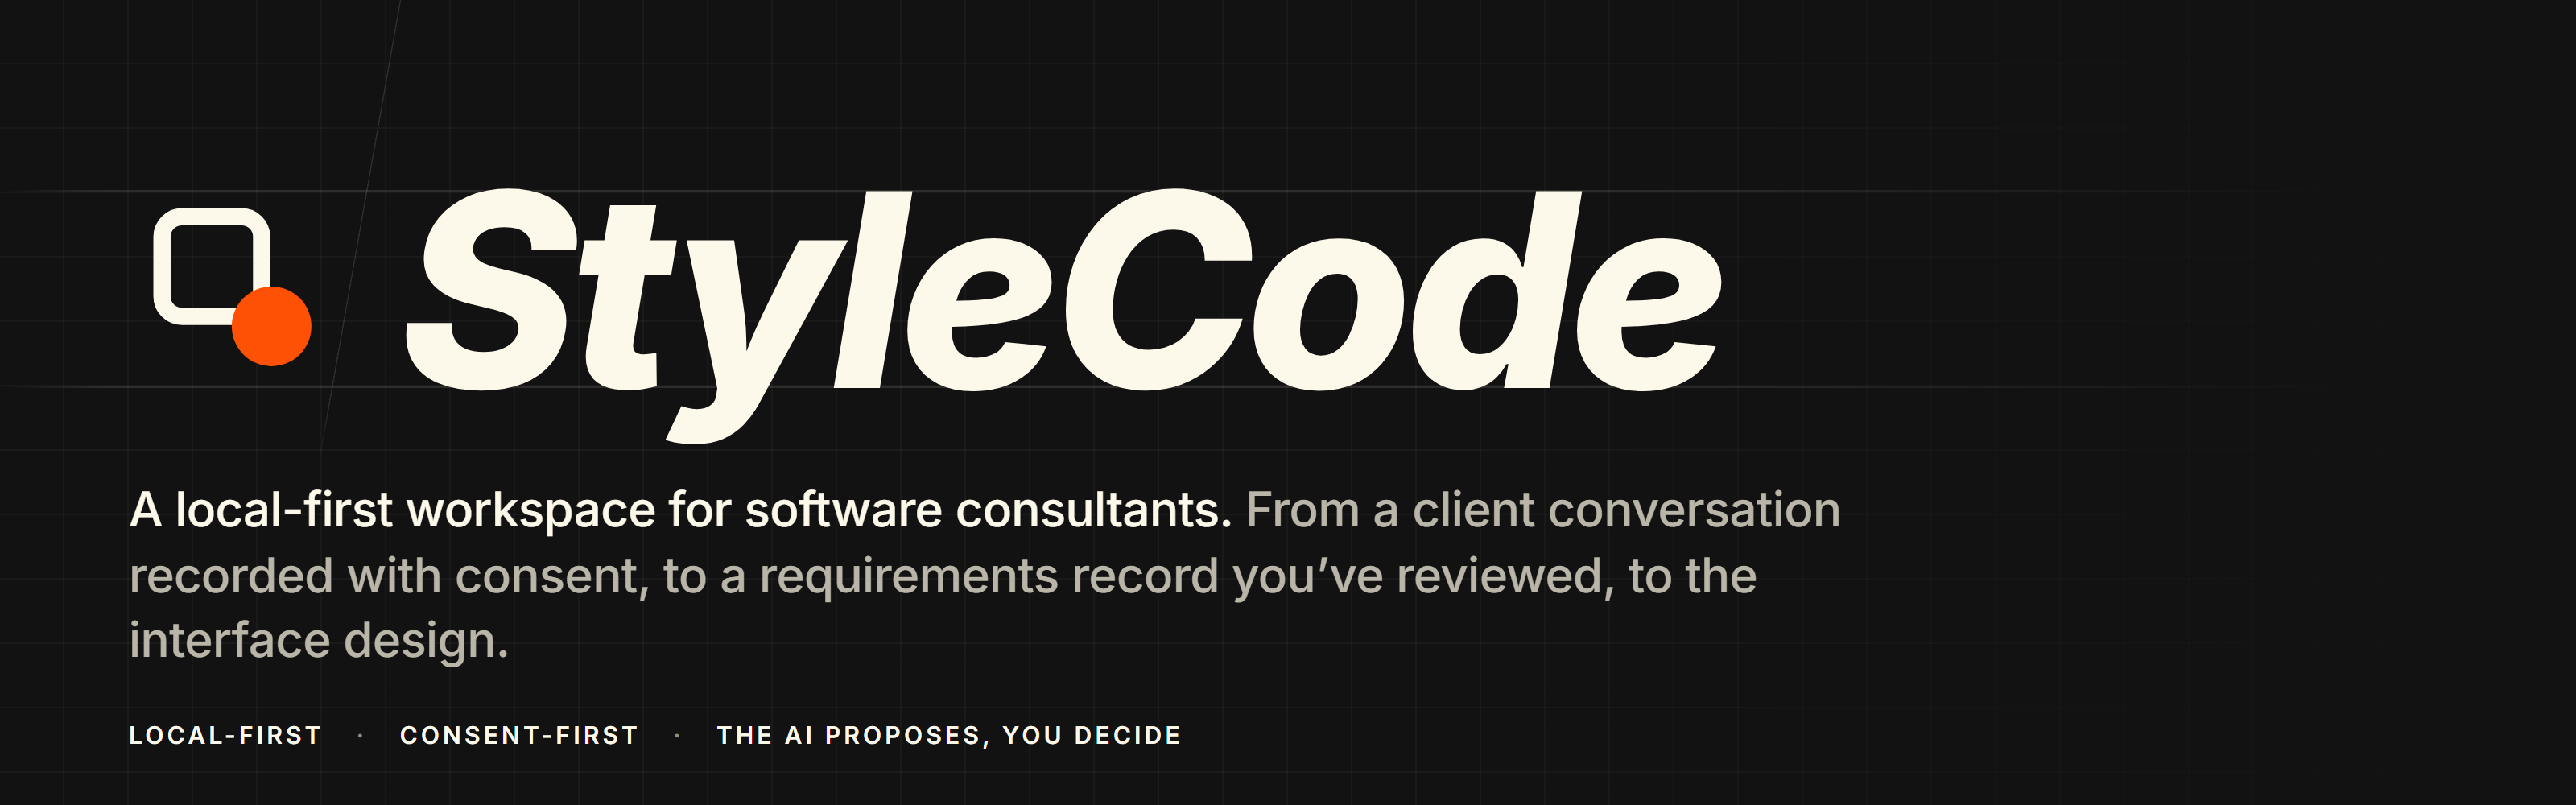 StyleCode
A local-first workspace for software consultants. From a client conversation
recorded with consent, to a requirements record you’ve reviewed, to the
interface design.
LOCAL-FIRST · CONSENT-FIRST · THE AI PROPOSES, YOU DECIDE